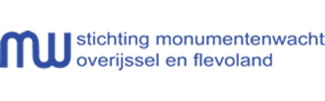 mw stichting monumentenwacht
overijssel en flevoland